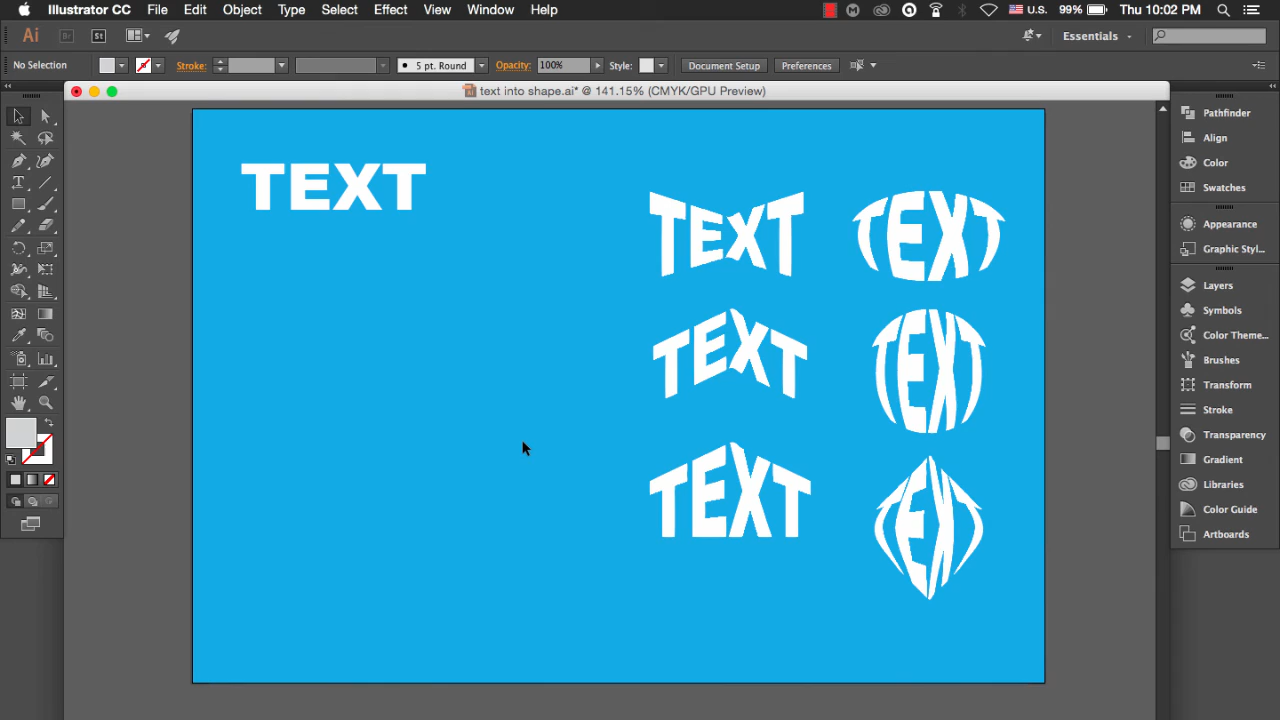 Illustrator CC File Edit Object Type Select Effect View Window Help
U.S. 99% Thu 10:02 PM
Ai Br St Essentials
No Selection Stroke: 5 pt. Round Opacity: 100% Style: Document Setup Preferences
text into shape.ai* @ 141.15% (CMYK/GPU Preview)
TEXT
TEXT
TEXT
TEXT
TEXT
TEXT
TEXT
Pathfinder
Align
Color
Swatches
Appearance
Graphic Styl...
Layers
Symbols
Color Theme...
Brushes
Transform
Stroke
Transparency
Gradient
Libraries
Color Guide
Artboards